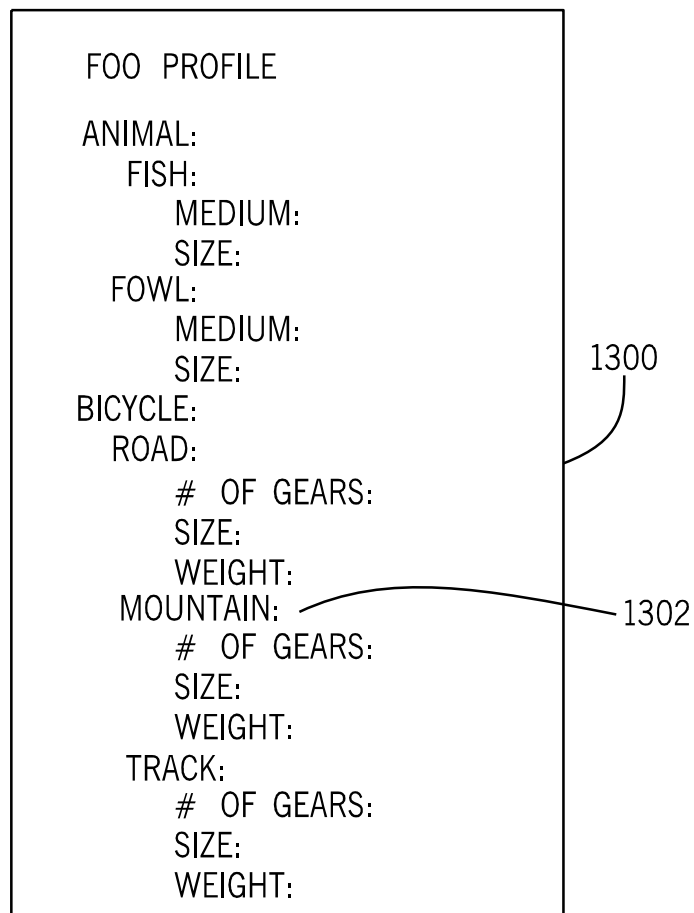 FOO PROFILE
ANIMAL:
FISH:
MEDIUM:
SIZE:
FOWL:
MEDIUM:
SIZE:
1300
BICYCLE:
ROAD:
# OF GEARS:
SIZE:
WEIGHT:
MOUNTAIN:
1302
# OF GEARS:
SIZE:
WEIGHT:
TRACK:
# OF GEARS:
SIZE:
WEIGHT: